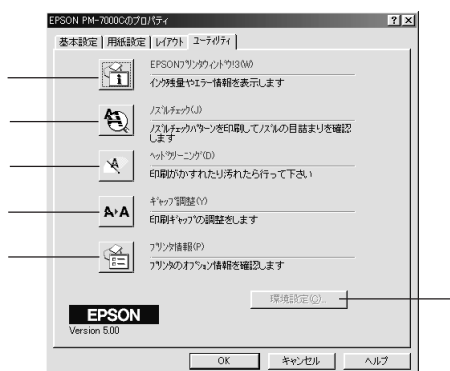 EPSON PM-7000Cのプロパティ
? ×
基本設定 用紙設定 レイアウト ユーティリティ
EPSONプリンタウィンドウ!3(W)
インク残量やエラー情報を表示します
ノズルチェック(J)
ノズルチェックパターンを印刷してノズルの目詰まりを確認
します
ヘッドクリーニング(D)
印刷がかすれたり汚れたら行って下さい
ギャップ調整(Y)
印刷ギャップの調整をします
プリンタ情報(P)
プリンタのオプション情報を確認します
環境設定(O)...
EPSON
Version 5.00
OK キャンセル ヘルプ